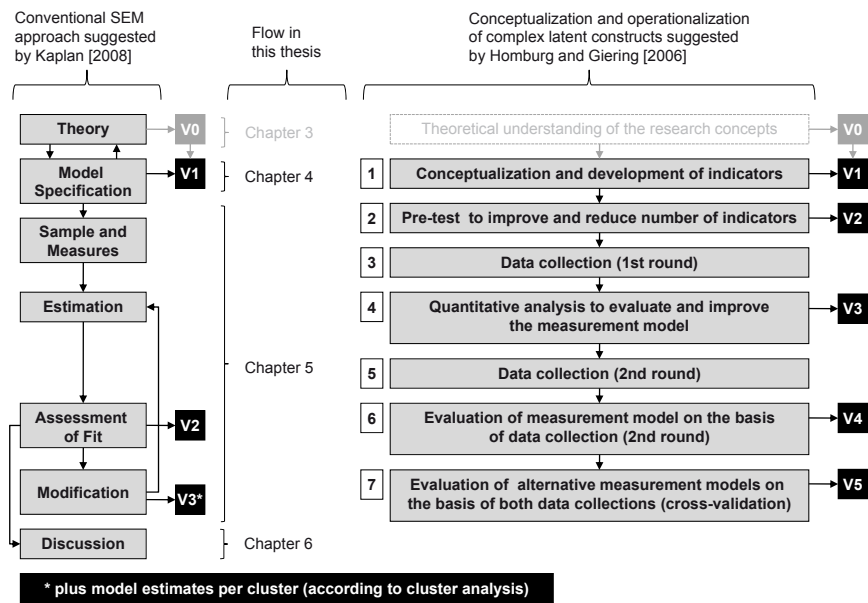 Conventional SEM
approach suggested
by Kaplan [2008]
Flow in
this thesis
Conceptualization and operationalization
of complex latent constructs suggested
by Homburg and Giering [2006]
Theory
V0
Chapter 3
Theoretical understanding of the research concepts
V0
Model
Specification
V1
Chapter 4
1
Conceptualization and development of indicators
V1
2
Pre-test to improve and reduce number of indicators
V2
Sample and
Measures
3
Data collection (1st round)
Estimation
4
Quantitative analysis to evaluate and improve
the measurement model
V3
Chapter 5
5
Data collection (2nd round)
Assessment
of Fit
V2
6
Evaluation of measurement model on the basis
of data collection (2nd round)
V4
Modification
V3*
7
Evaluation of alternative measurement models on
the basis of both data collections (cross-validation)
V5
Discussion
Chapter 6
* plus model estimates per cluster (according to cluster analysis)